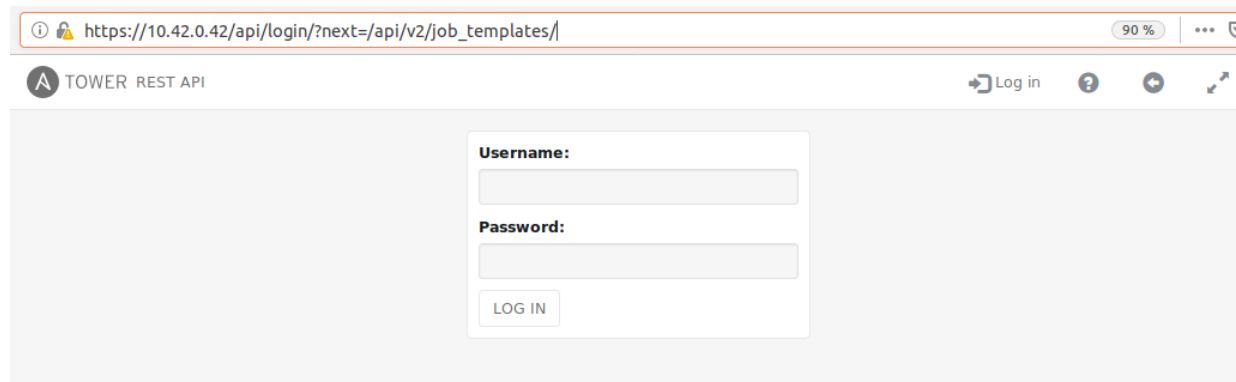 https://10.42.0.42/api/login/?next=/api/v2/job_templates/ 90 %
A TOWER REST API Log in
Username:
Password:
LOG IN